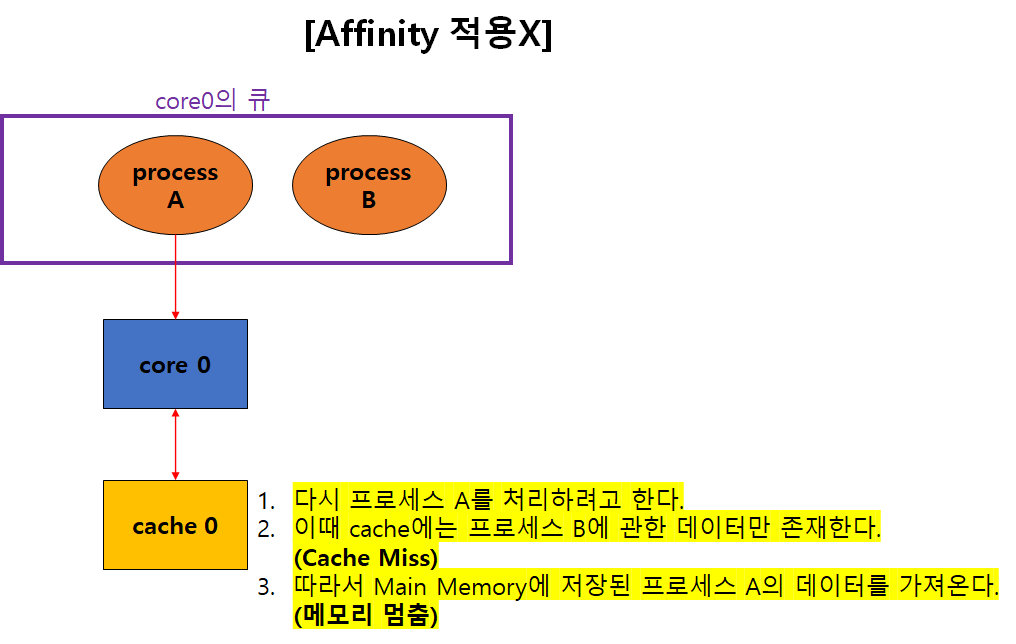 [Affinity 적용X]
core0의 큐
process
A
process
B
core 0
cache 0
1. 다시 프로세스 A를 처리하려고 한다.
2. 이때 cache에는 프로세스 B에 관한 데이터만 존재한다.
(Cache Miss)
3. 따라서 Main Memory에 저장된 프로세스 A의 데이터를 가져온다.
(메모리 멈춤)